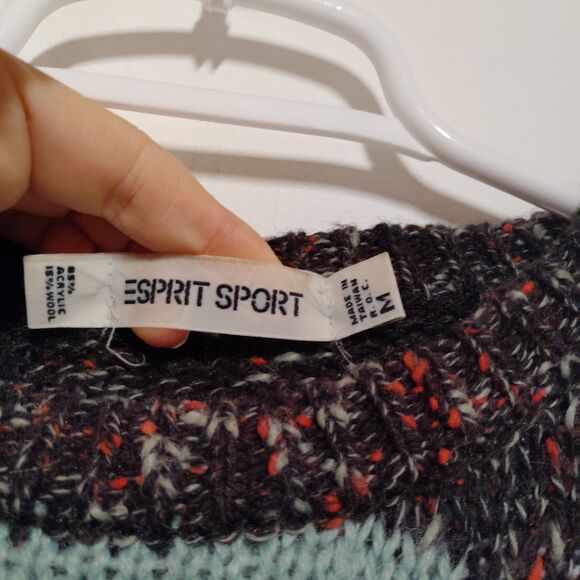 85%
ACRYLIC
15% WOOL
ESPRIT SPORT
MADE IN
TAIWAN
R.O.C.
M